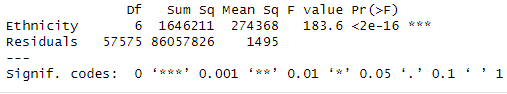 Df Sum Sq Mean Sq F value Pr(>F)
Ethnicity 6 1646211 274368 183.6 <2e-16 ***
Residuals 57575 86057826 1495
---
Signif. codes: 0 ‘***’ 0.001 ‘**’ 0.01 ‘*’ 0.05 ‘.’ 0.1 ‘ ’ 1